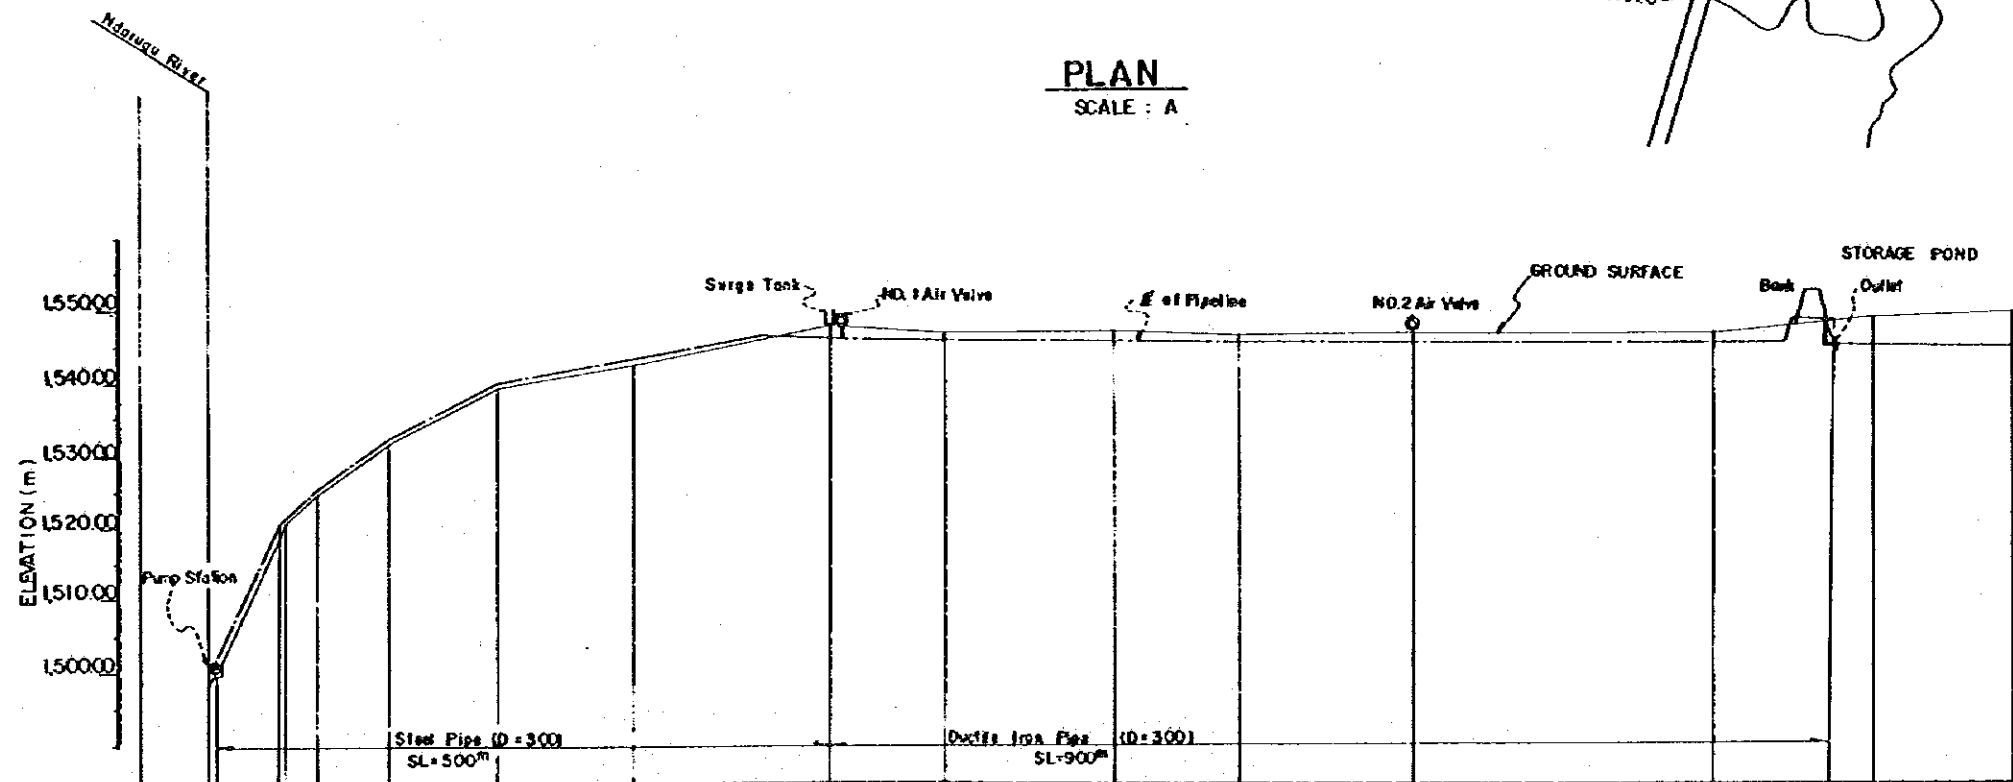 Ndarugu River
PLAN
SCALE : A
STORAGE POND
GROUND SURFACE
Surge Tank
NO. 1 Air Valve
℄ of Pipeline
NO.2 Air Valve
Bank
Outlet
1,550.00
1,540.00
1,530.00
1,520.00
1,510.00
1,500.00
ELEVATION (m)
Pump Station
Steel Pipe (D=300)
SL=500m
Ductile Iron Pipe (D=300)
SL=900m